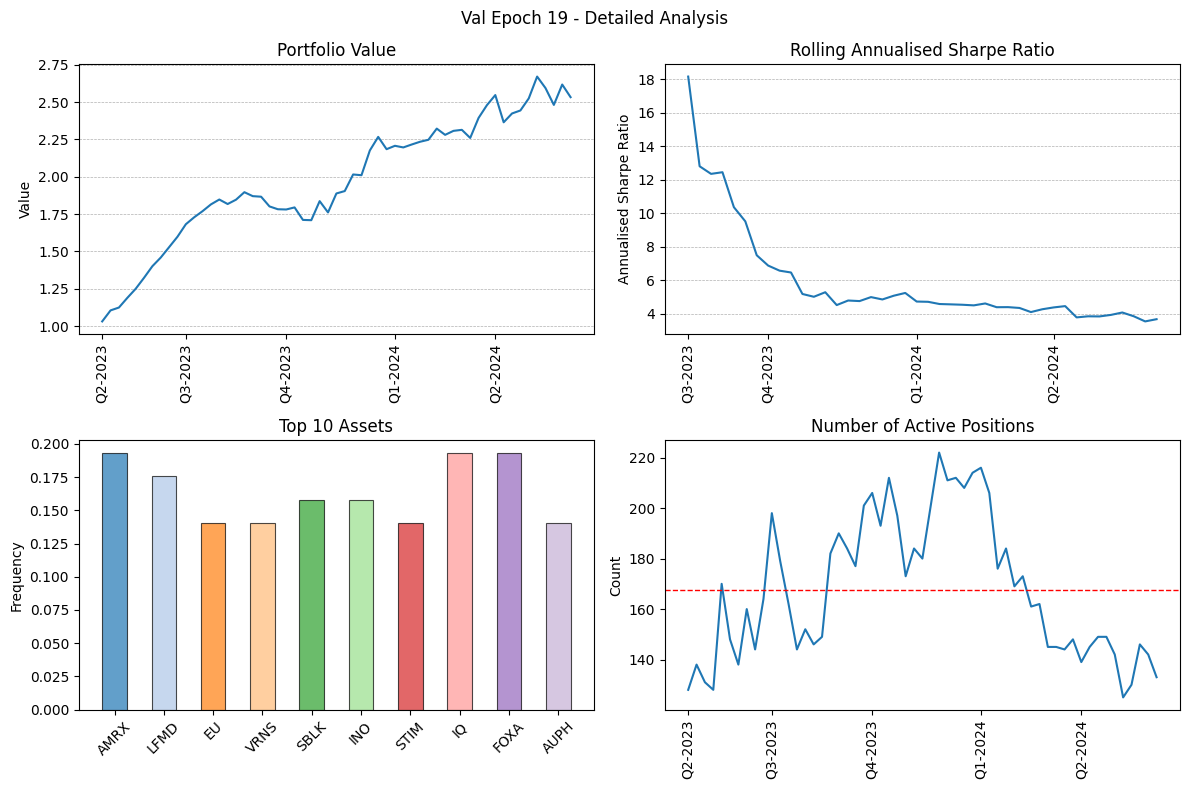 Val Epoch 19 - Detailed Analysis
Portfolio Value
Value
2.75
2.50
2.25
2.00
1.75
1.50
1.25
1.00
Q2-2023
Q3-2023
Q4-2023
Q1-2024
Q2-2024
Rolling Annualised Sharpe Ratio
Annualised Sharpe Ratio
18
16
14
12
10
8
6
4
Q3-2023
Q4-2023
Q1-2024
Q2-2024
Top 10 Assets
Frequency
0.200
0.175
0.150
0.125
0.100
0.075
0.050
0.025
0.000
AMRX
LFMD
EU
VRNS
SBLK
INO
STIM
IQ
FOXA
AUPH
Number of Active Positions
Count
220
200
180
160
140
Q2-2023
Q3-2023
Q4-2023
Q1-2024
Q2-2024